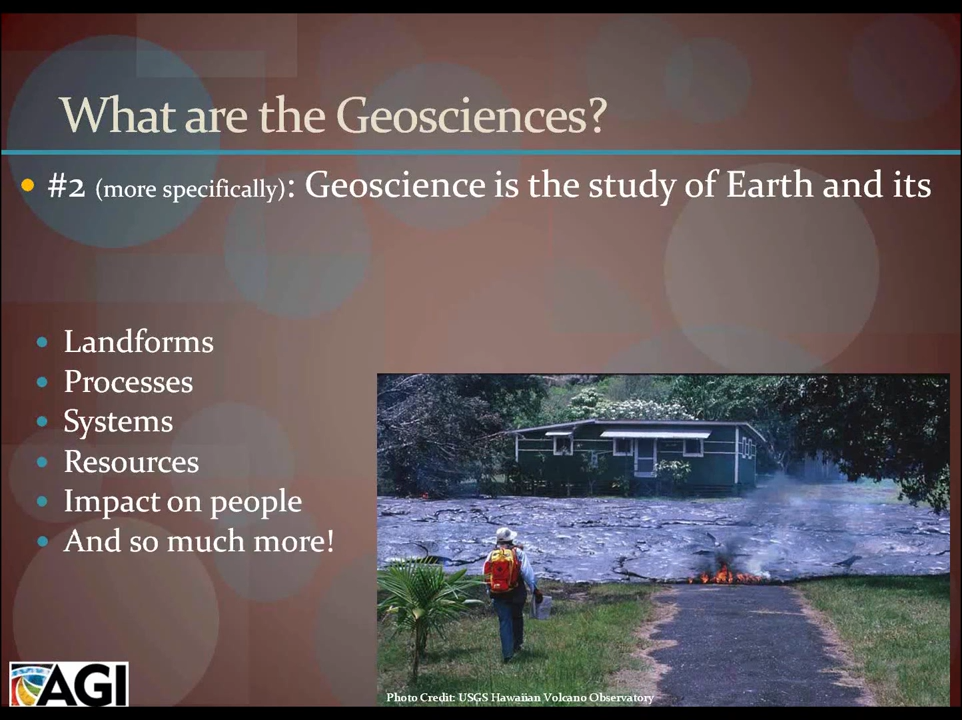 What are the Geosciences?
#2 (more specifically): Geoscience is the study of Earth and its
Landforms
Processes
Systems
Resources
Impact on people
And so much more!
AGI
Photo Credit: USGS Hawaiian Volcano Observatory